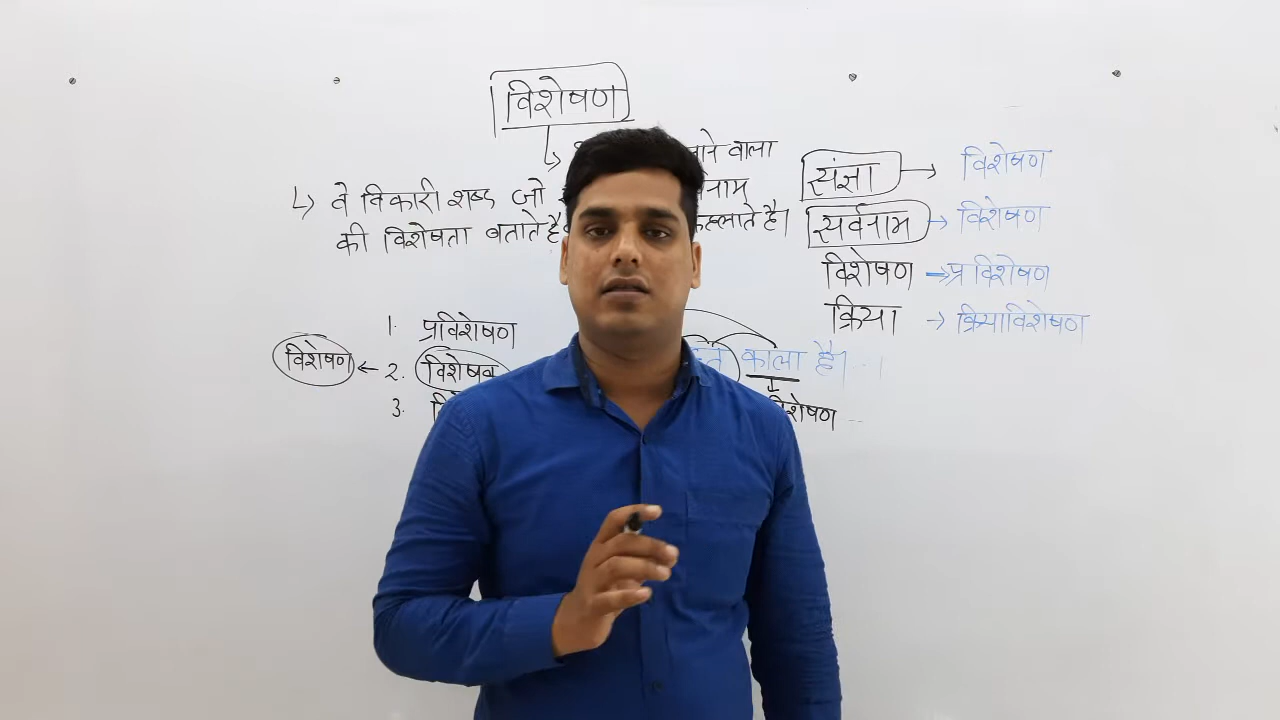 विशेषण
वाला
वे विकारी शब्द जो
की विशेषता बताते है
कहलाते है।
संज्ञा → विशेषण
सर्वनाम → विशेषण
विशेषण → प्रविशेषण
क्रिया → क्रियाविशेषण
1. प्रविशेषण
विशेषण ← 2. विशेषण
3.
काला है।